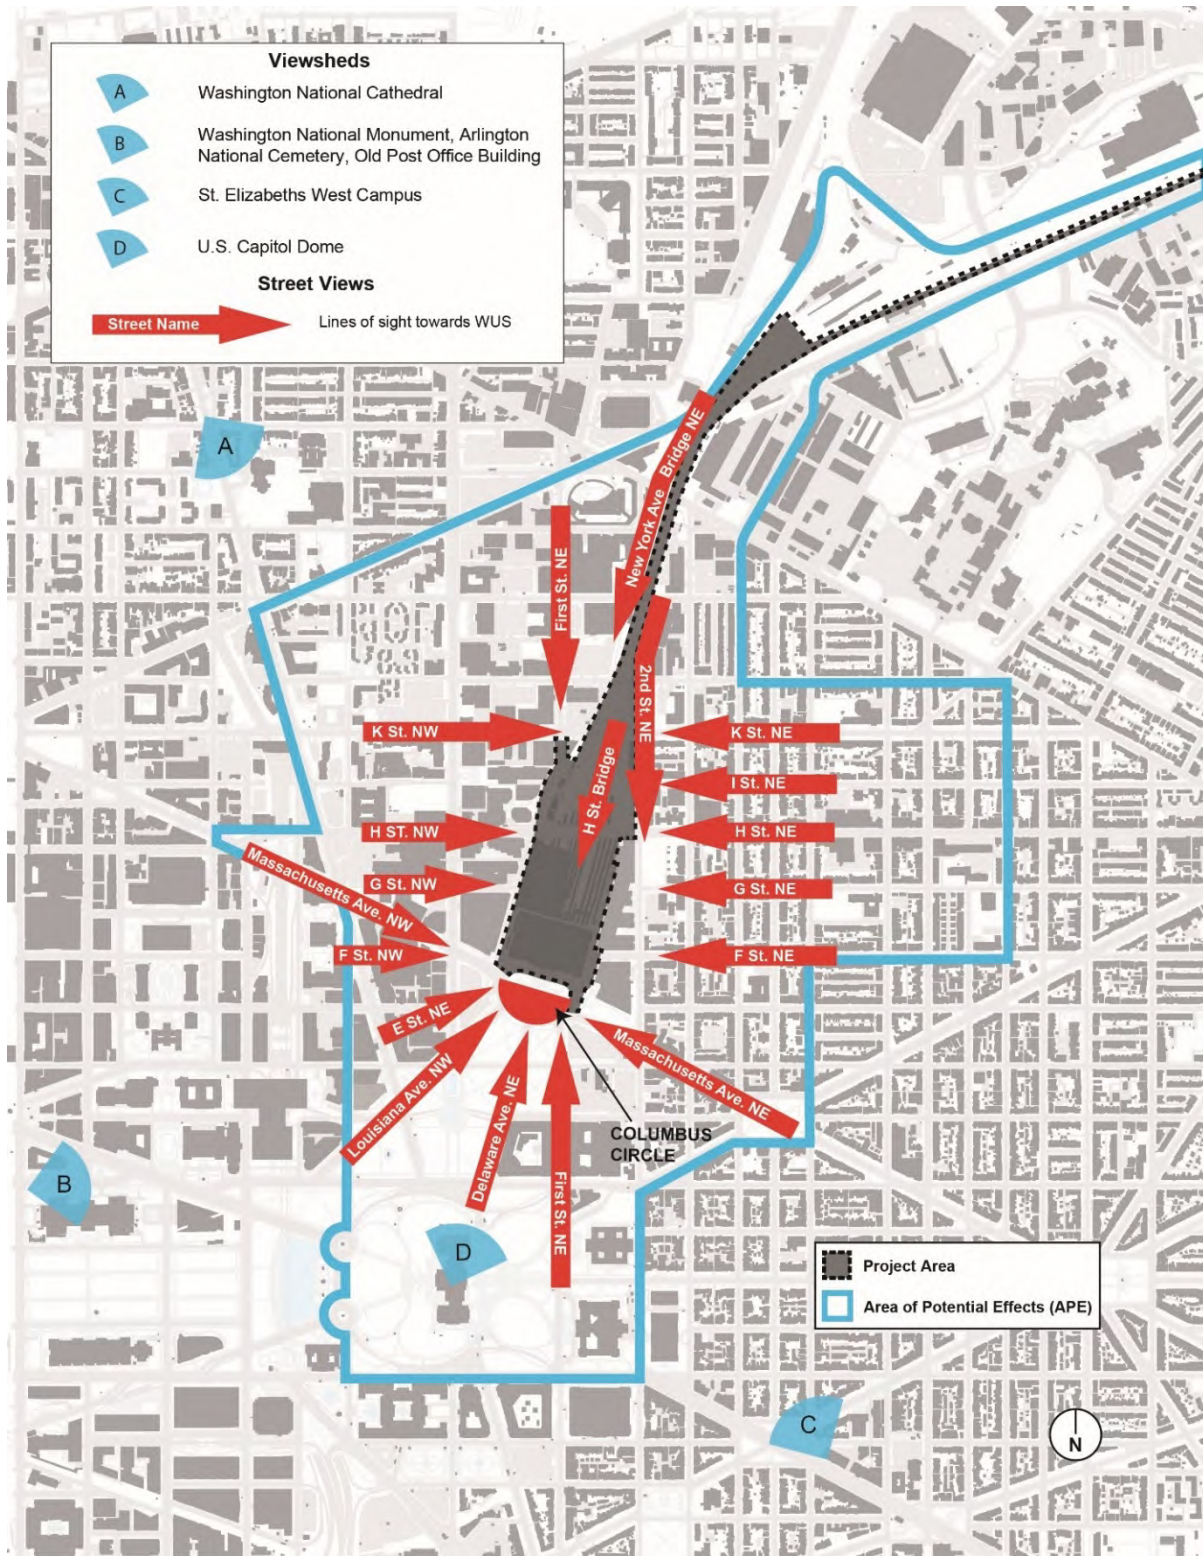 Viewsheds
A
Washington National Cathedral
B
Washington National Monument, Arlington
National Cemetery, Old Post Office Building
C
St. Elizabeths West Campus
D
U.S. Capitol Dome
Street Views
Street Name
Lines of sight towards WUS
A
New York Ave Bridge NE
First St. NE
2nd St. NE
K St. NW
K St. NE
H St. Bridge
I St. NE
H ST. NW
H St. NE
Massachusetts Ave. NW
G St. NW
G St. NE
F St. NW
F St. NE
E St. NE
Louisiana Ave. NW
Delaware Ave. NE
First St. NE
Massachusetts Ave. NE
COLUMBUS
CIRCLE
B
D
Project Area
Area of Potential Effects (APE)
C
N